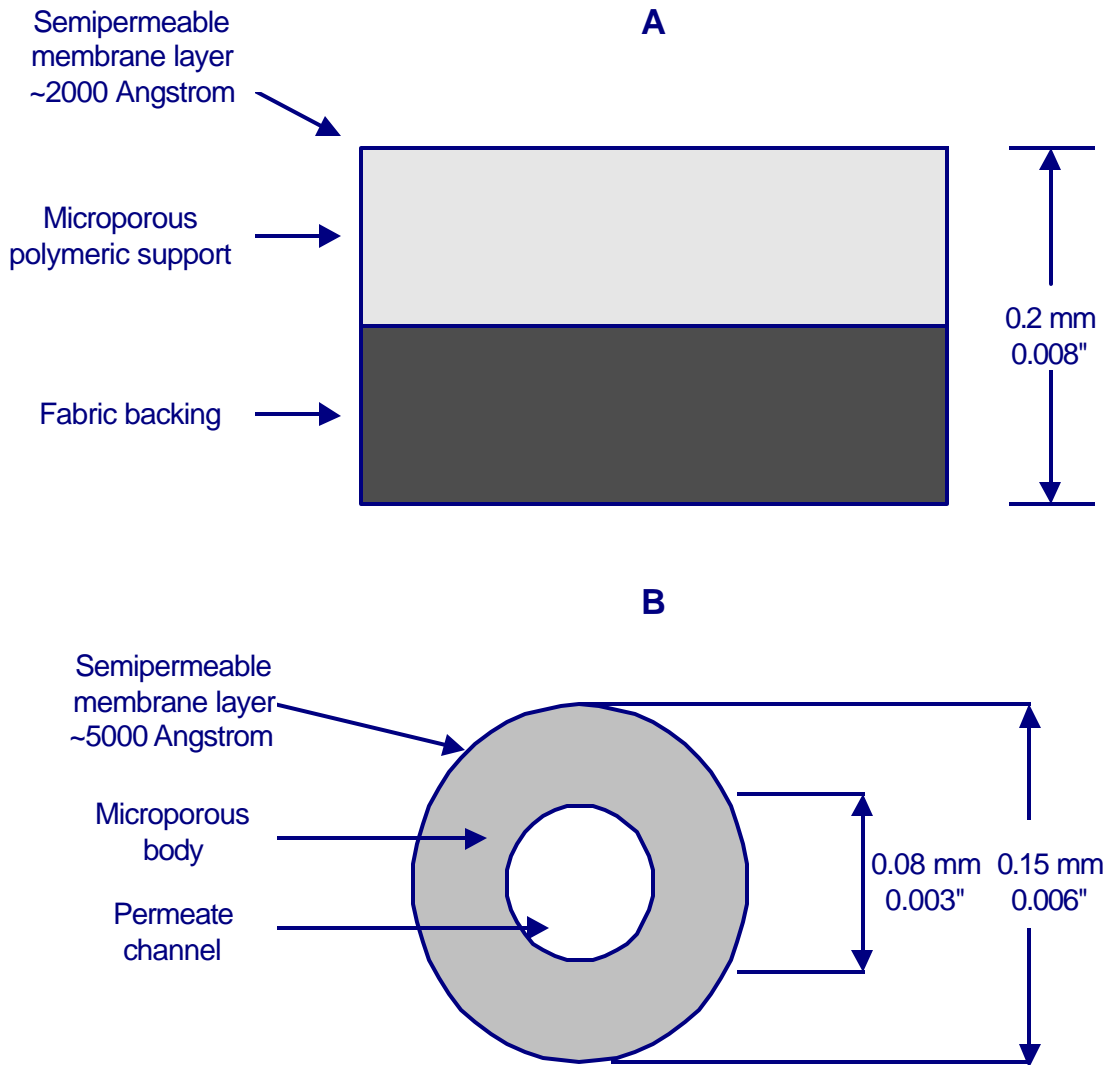 A
Semipermeable
membrane layer
~2000 Angstrom
Microporous
polymeric support
Fabric backing
0.2 mm
0.008"
B
Semipermeable
membrane layer
~5000 Angstrom
Microporous
body
Permeate
channel
0.08 mm
0.003"
0.15 mm
0.006"